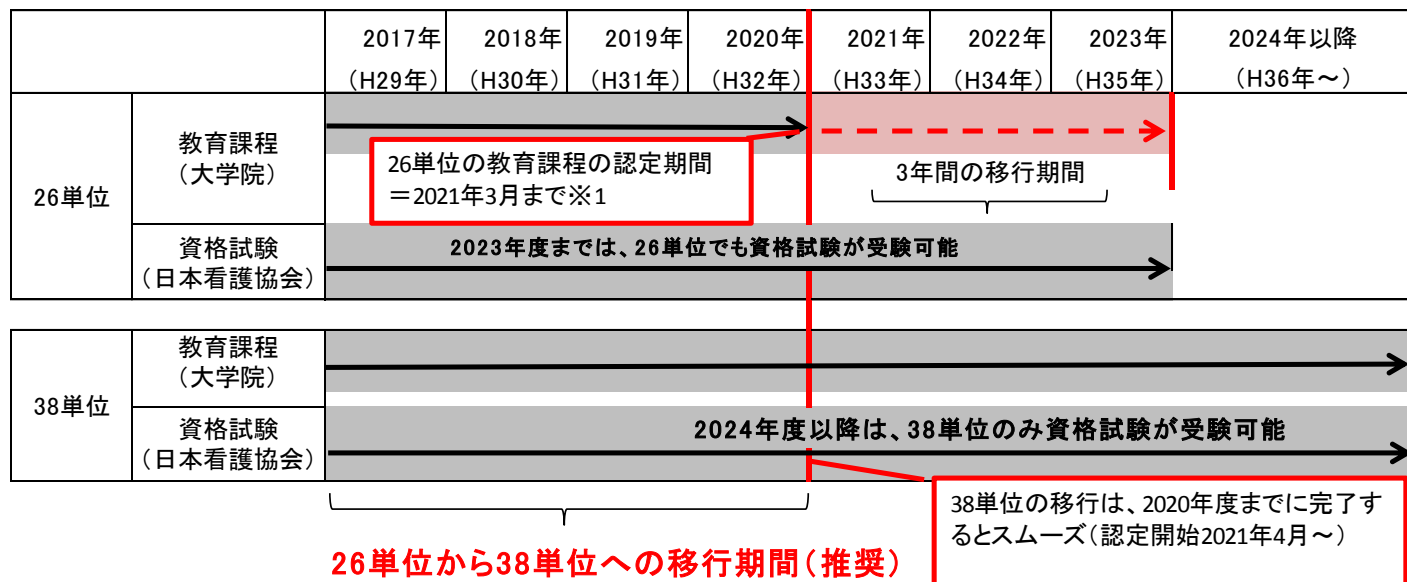 2017年 2018年 2019年 2020年 2021年 2022年 2023年 2024年以降
(H29年) (H30年) (H31年) (H32年) (H33年) (H34年) (H35年) (H36年~)
26単位
教育課程
(大学院)
26単位の教育課程の認定期間
=2021年3月まで※1
3年間の移行期間
資格試験
(日本看護協会)
2023年度までは、26単位でも資格試験が受験可能
38単位
教育課程
(大学院)
資格試験
(日本看護協会)
2024年度以降は、38単位のみ資格試験が受験可能
38単位の移行は、2020年度までに完了す
るとスムーズ(認定開始2021年4月~)
26単位から38単位への移行期間(推奨)